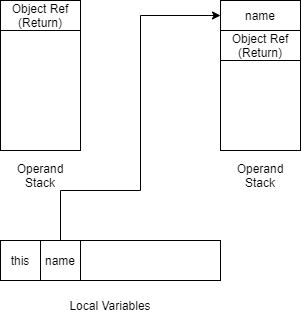 Object Ref
(Return)
name
Object Ref
(Return)
Operand
Stack
Operand
Stack
this
name
Local Variables